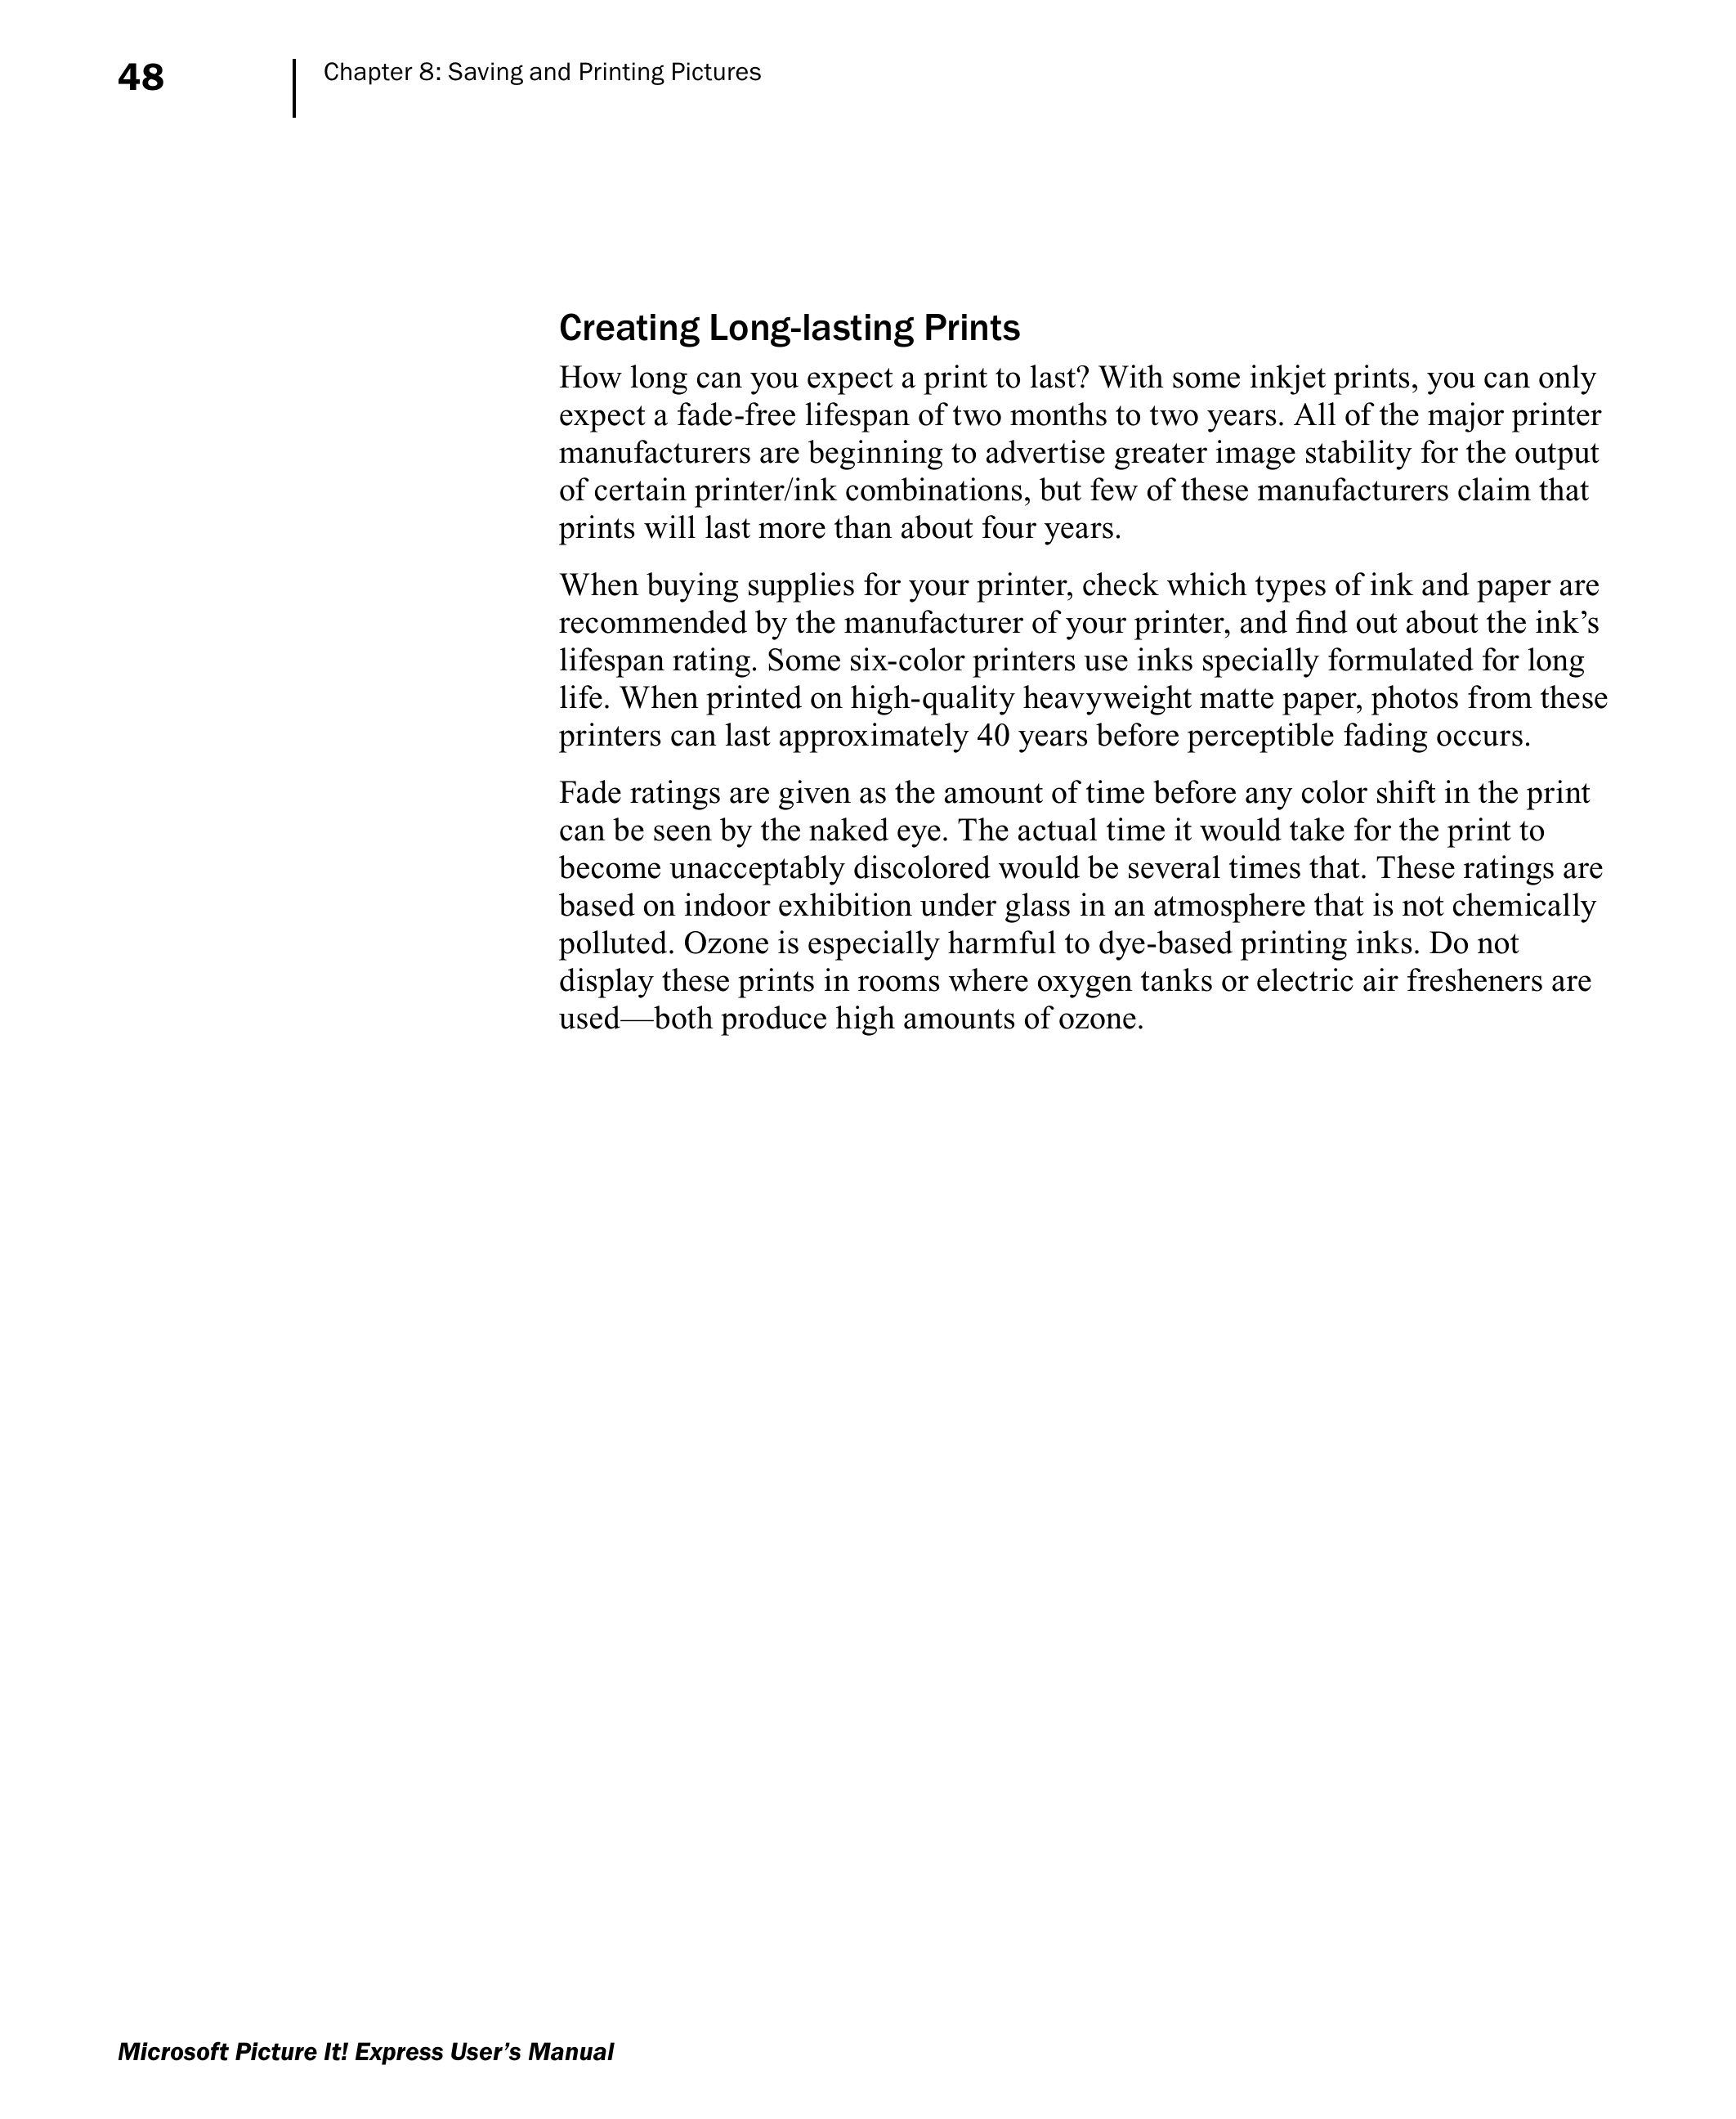 48
Chapter 8: Saving and Printing Pictures
Creating Long-lasting Prints
How long can you expect a print to last? With some inkjet prints, you can only
expect a fade-free lifespan of two months to two years. All of the major printer
manufacturers are beginning to advertise greater image stability for the output
of certain printer/ink combinations, but few of these manufacturers claim that
prints will last more than about four years.
When buying supplies for your printer, check which types of ink and paper are
recommended by the manufacturer of your printer, and find out about the ink’s
lifespan rating. Some six-color printers use inks specially formulated for long
life. When printed on high-quality heavyweight matte paper, photos from these
printers can last approximately 40 years before perceptible fading occurs.
Fade ratings are given as the amount of time before any color shift in the print
can be seen by the naked eye. The actual time it would take for the print to
become unacceptably discolored would be several times that. These ratings are
based on indoor exhibition under glass in an atmosphere that is not chemically
polluted. Ozone is especially harmful to dye-based printing inks. Do not
display these prints in rooms where oxygen tanks or electric air fresheners are
used—both produce high amounts of ozone.
Microsoft Picture It! Express User’s Manual